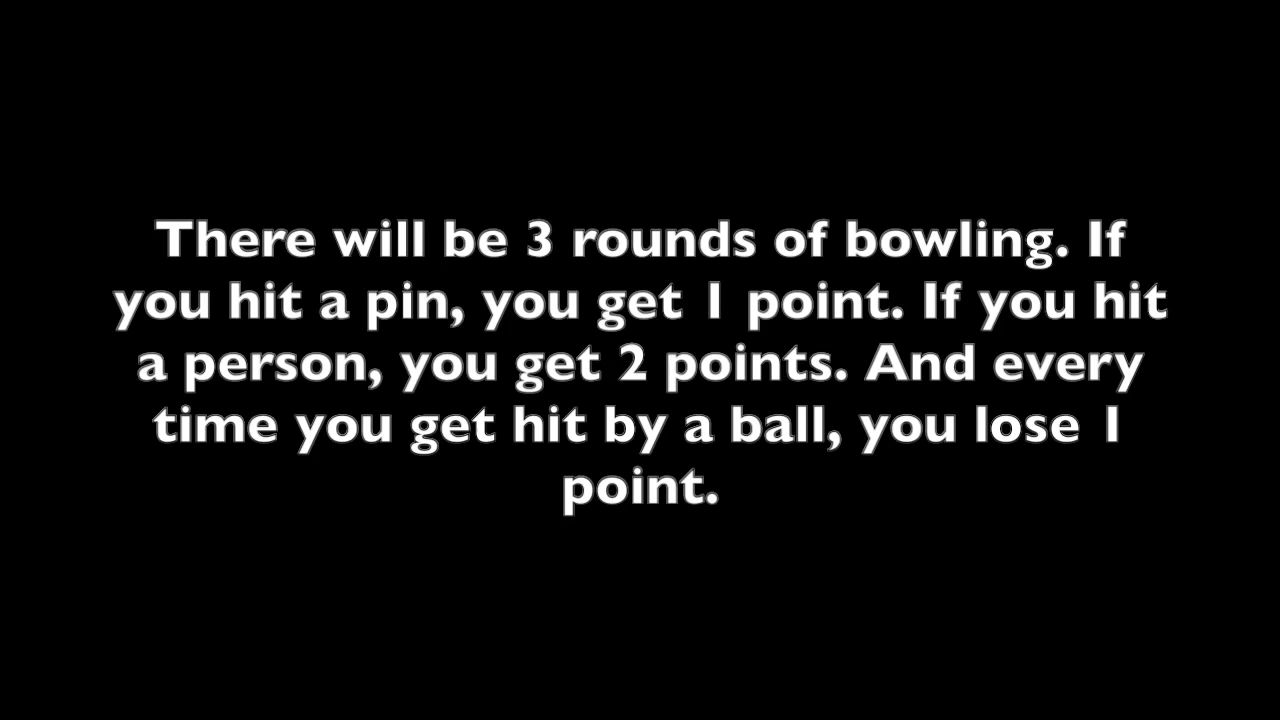 There will be 3 rounds of bowling. If
you hit a pin, you get 1 point. If you hit
a person, you get 2 points. And every
time you get hit by a ball, you lose 1
point.